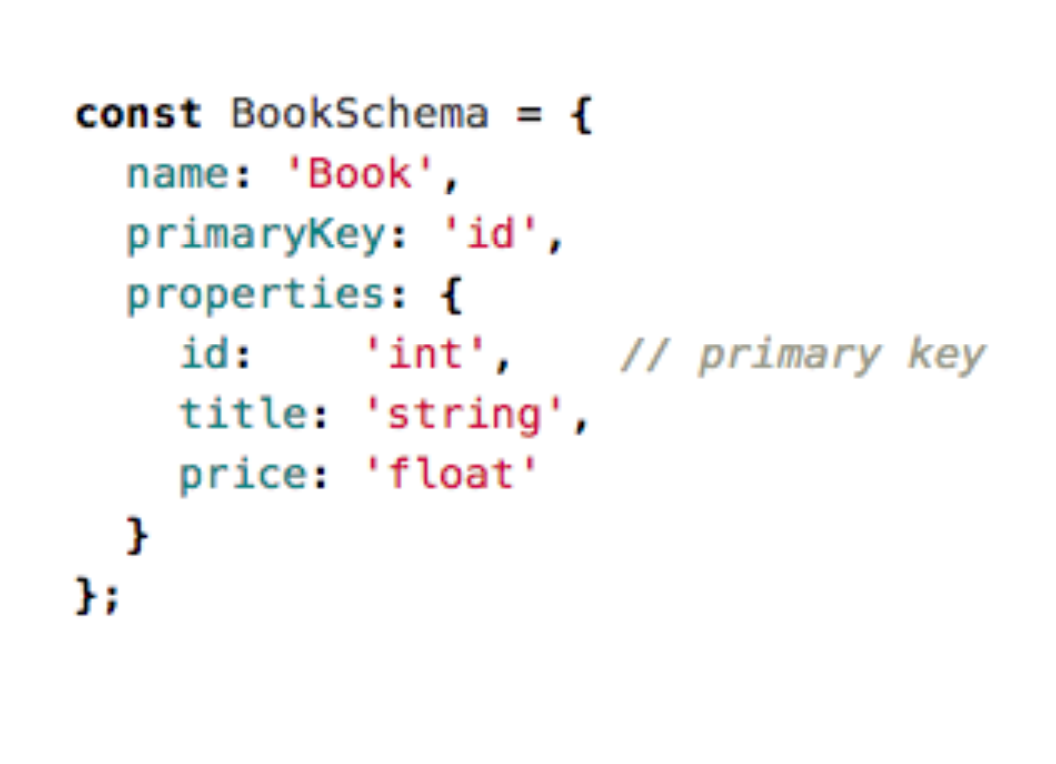 const BookSchema = {
  name: 'Book',
  primaryKey: 'id',
  properties: {
    id:    'int',    // primary key
    title: 'string',
    price: 'float'
  }
};